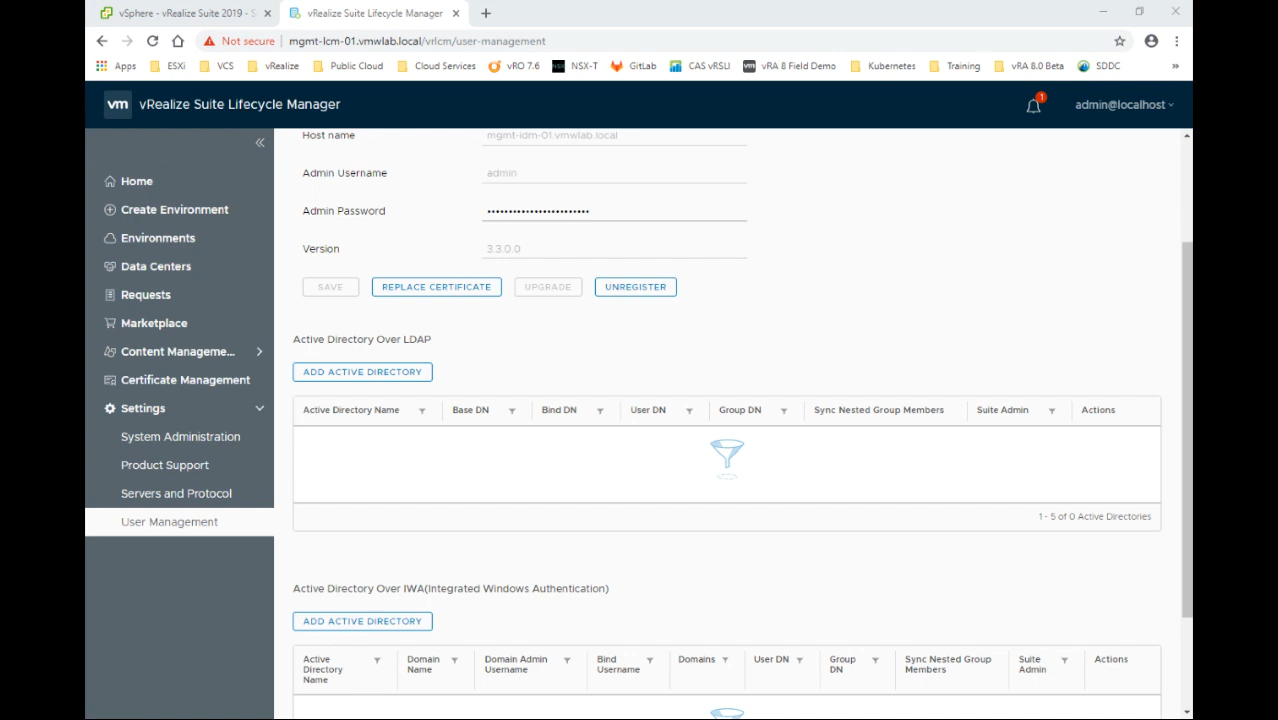 vSphere - vRealize Suite 2019 - S
vRealize Suite Lifecycle Manager
Not secure | mgmt-lcm-01.vmwlab.local/vrlcm/user-management
Apps ESXi VCS vRealize Public Cloud Cloud Services vRO 7.6 NSX-T GitLab CAS vRSLI vRA 8 Field Demo Kubernetes Training vRA 8.0 Beta SDDC »
vm vRealize Suite Lifecycle Manager 1 admin@localhost
Home
Create Environment
Environments
Data Centers
Requests
Marketplace
Content Manageme...
Certificate Management
Settings
System Administration
Product Support
Servers and Protocol
User Management
Host name mgmt-idm-01.vmwlab.local
Admin Username admin
Admin Password ••••••••••••••••••••••••
Version 3.3.0.0
SAVE REPLACE CERTIFICATE UPGRADE UNREGISTER
Active Directory Over LDAP
ADD ACTIVE DIRECTORY
Active Directory Name Base DN Bind DN User DN Group DN Sync Nested Group Members Suite Admin Actions
1 - 5 of 0 Active Directories
Active Directory Over IWA(Integrated Windows Authentication)
ADD ACTIVE DIRECTORY
Active Directory Name Domain Name Domain Admin Username Bind Username Domains User DN Group DN Sync Nested Group Members Suite Admin Actions